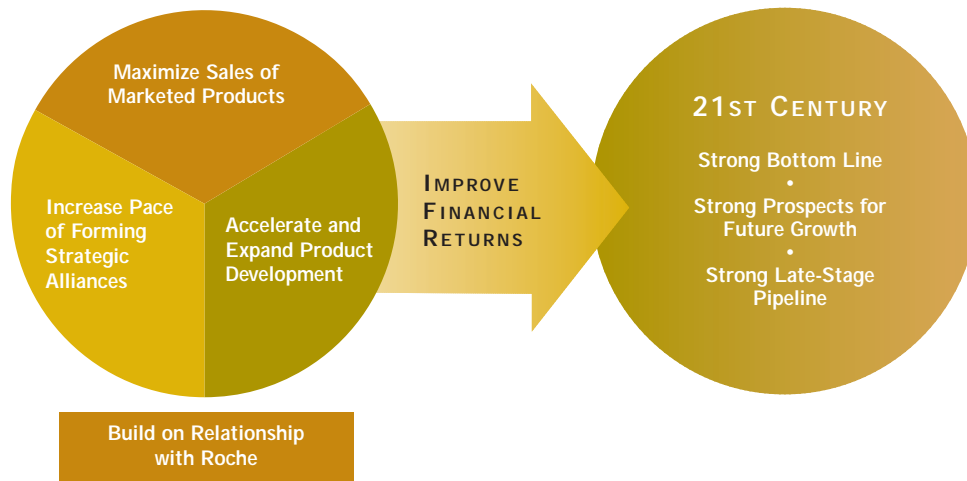 Maximize Sales of
Marketed Products
Increase Pace
of Forming
Strategic
Alliances
Accelerate and
Expand Product
Development
Build on Relationship
with Roche
IMPROVE
FINANCIAL
RETURNS
21ST CENTURY
Strong Bottom Line
•
Strong Prospects for
Future Growth
•
Strong Late-Stage
Pipeline